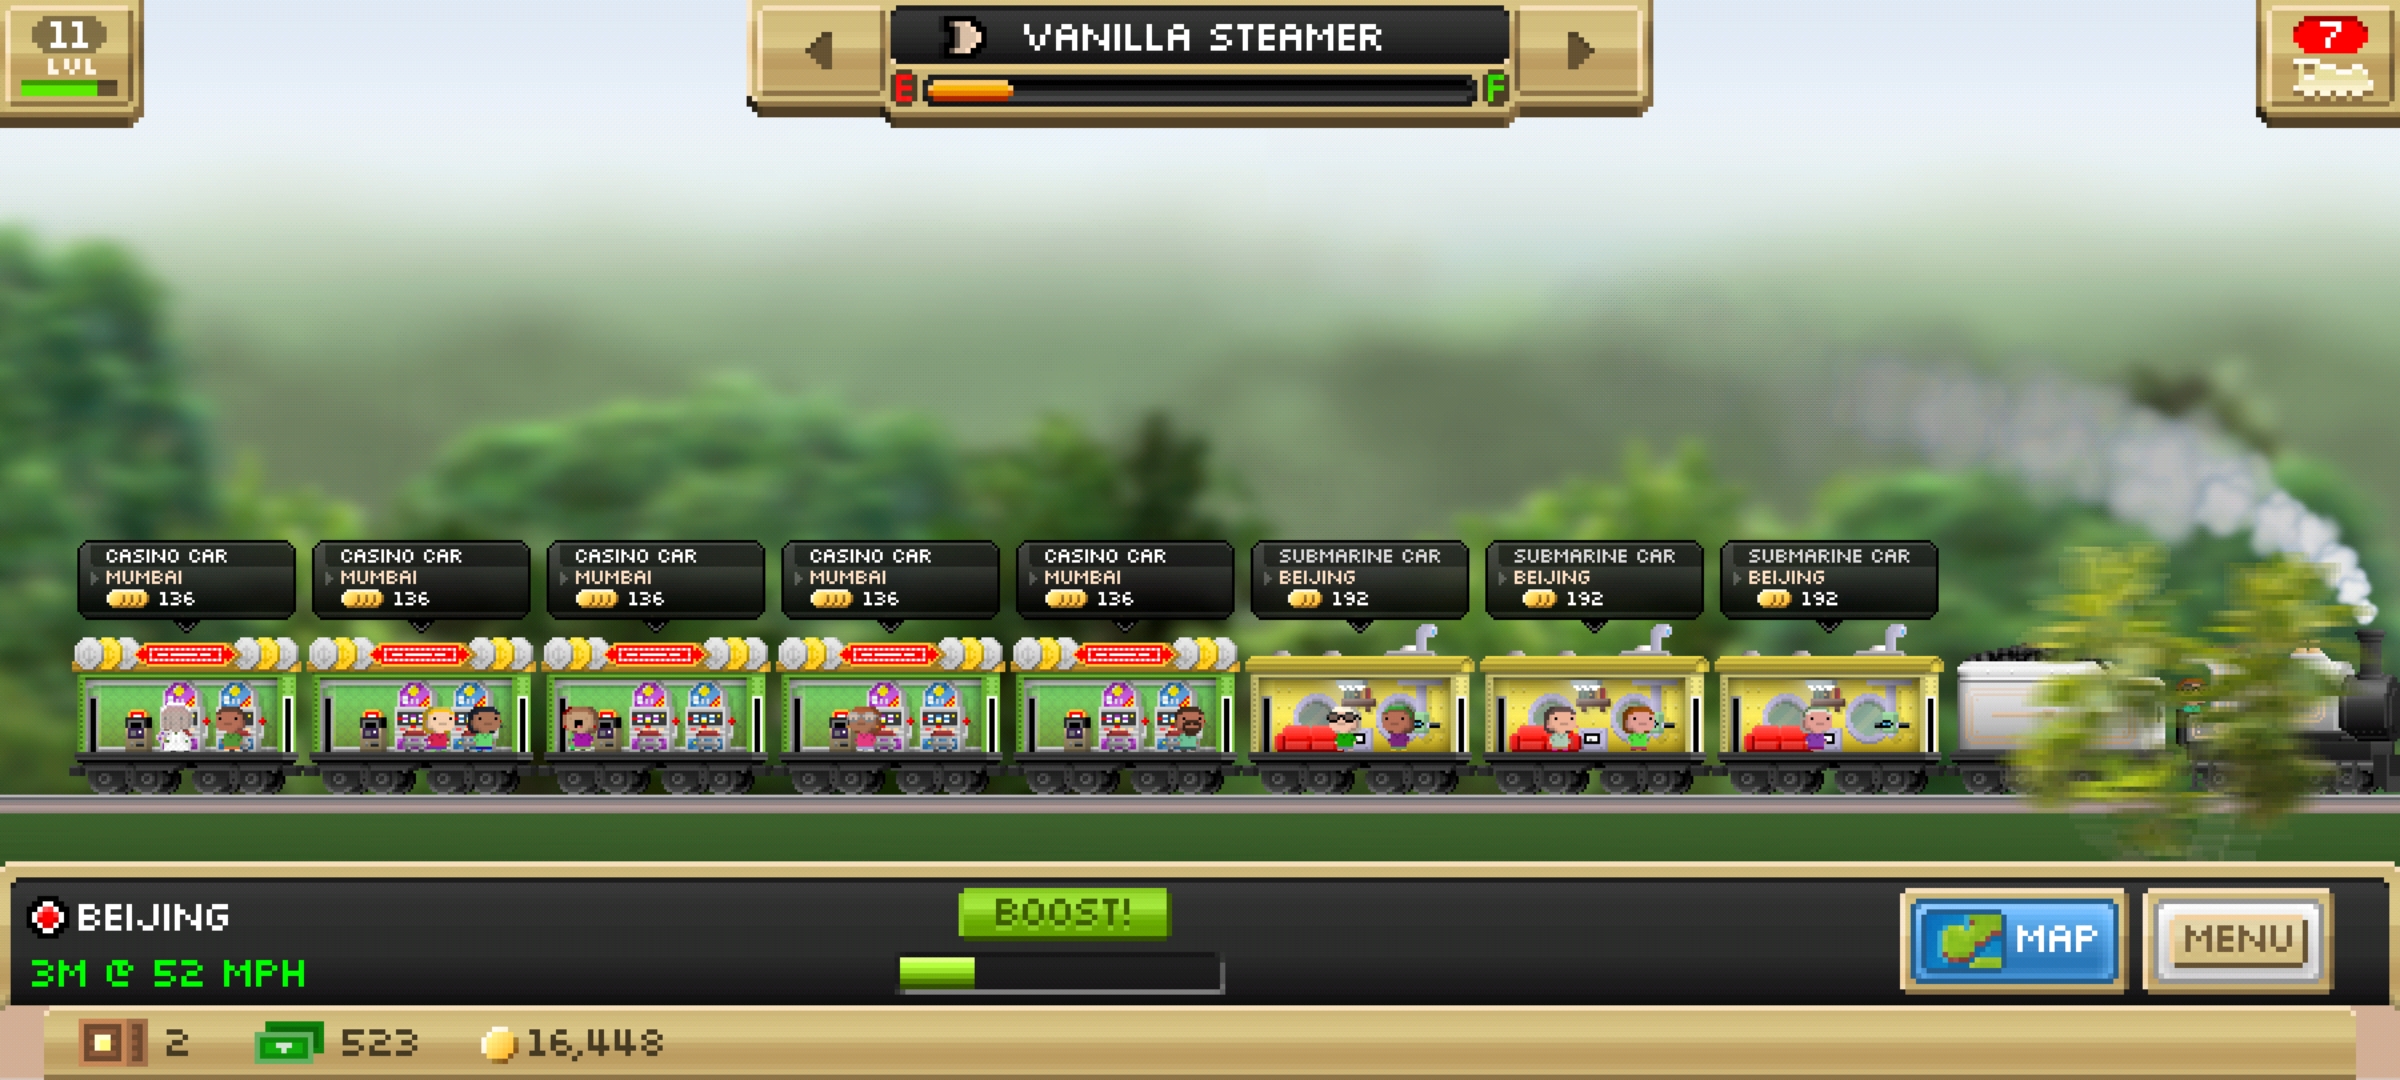 11
LVL
VANILLA STEAMER
E
F
7
CASINO CAR
MUMBAI
136
CASINO CAR
MUMBAI
136
CASINO CAR
MUMBAI
136
CASINO CAR
MUMBAI
136
CASINO CAR
MUMBAI
136
SUBMARINE CAR
BEIJING
192
SUBMARINE CAR
BEIJING
192
SUBMARINE CAR
BEIJING
192
BEIJING
3M @ 52 MPH
BOOST!
MAP
MENU
2
523
16,448